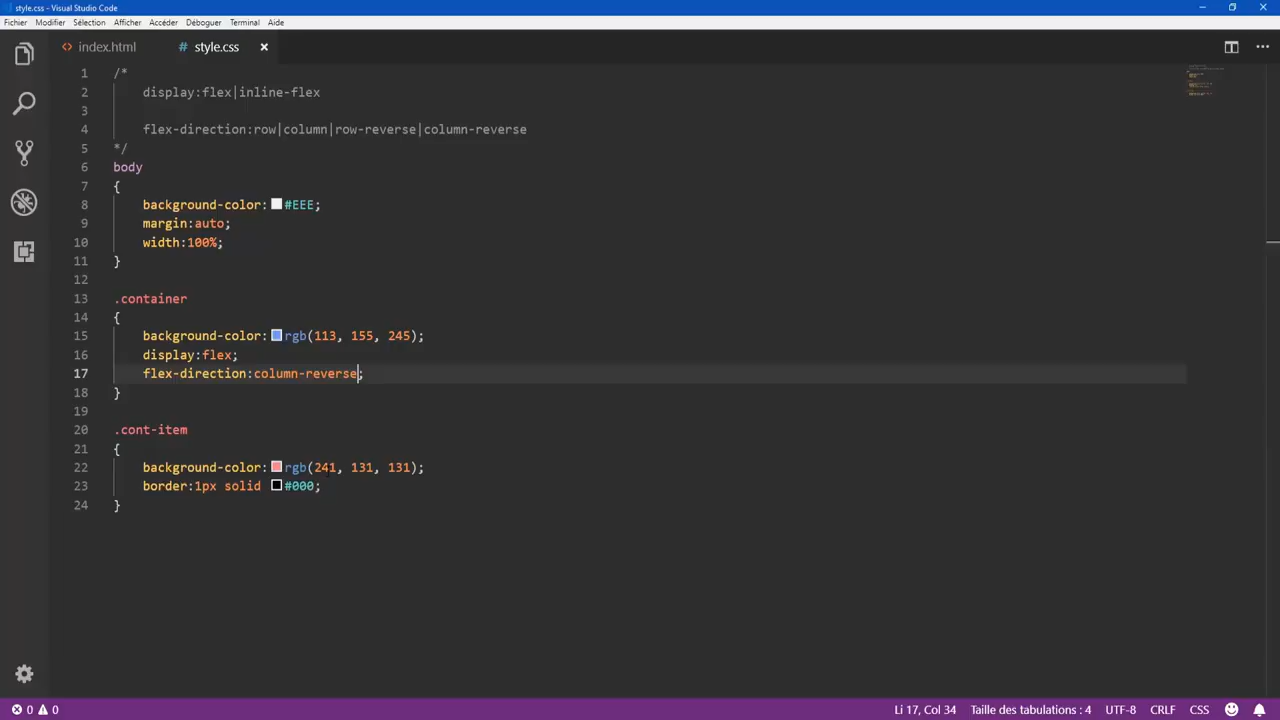 style.css - Visual Studio Code
Fichier Modifier Sélection Afficher Accéder Déboguer Terminal Aide
<> index.html # style.css ×
1 /*
2 display:flex|inline-flex
3
4 flex-direction:row|column|row-reverse|column-reverse
5 */
6 body
7 {
8 background-color: #EEE;
9 margin:auto;
10 width:100%;
11 }
12
13 .container
14 {
15 background-color: rgb(113, 155, 245);
16 display:flex;
17 flex-direction:column-reverse;
18 }
19
20 .cont-item
21 {
22 background-color: rgb(241, 131, 131);
23 border:1px solid #000;
24 }
0 0 Li 17, Col 34 Taille des tabulations : 4 UTF-8 CRLF CSS